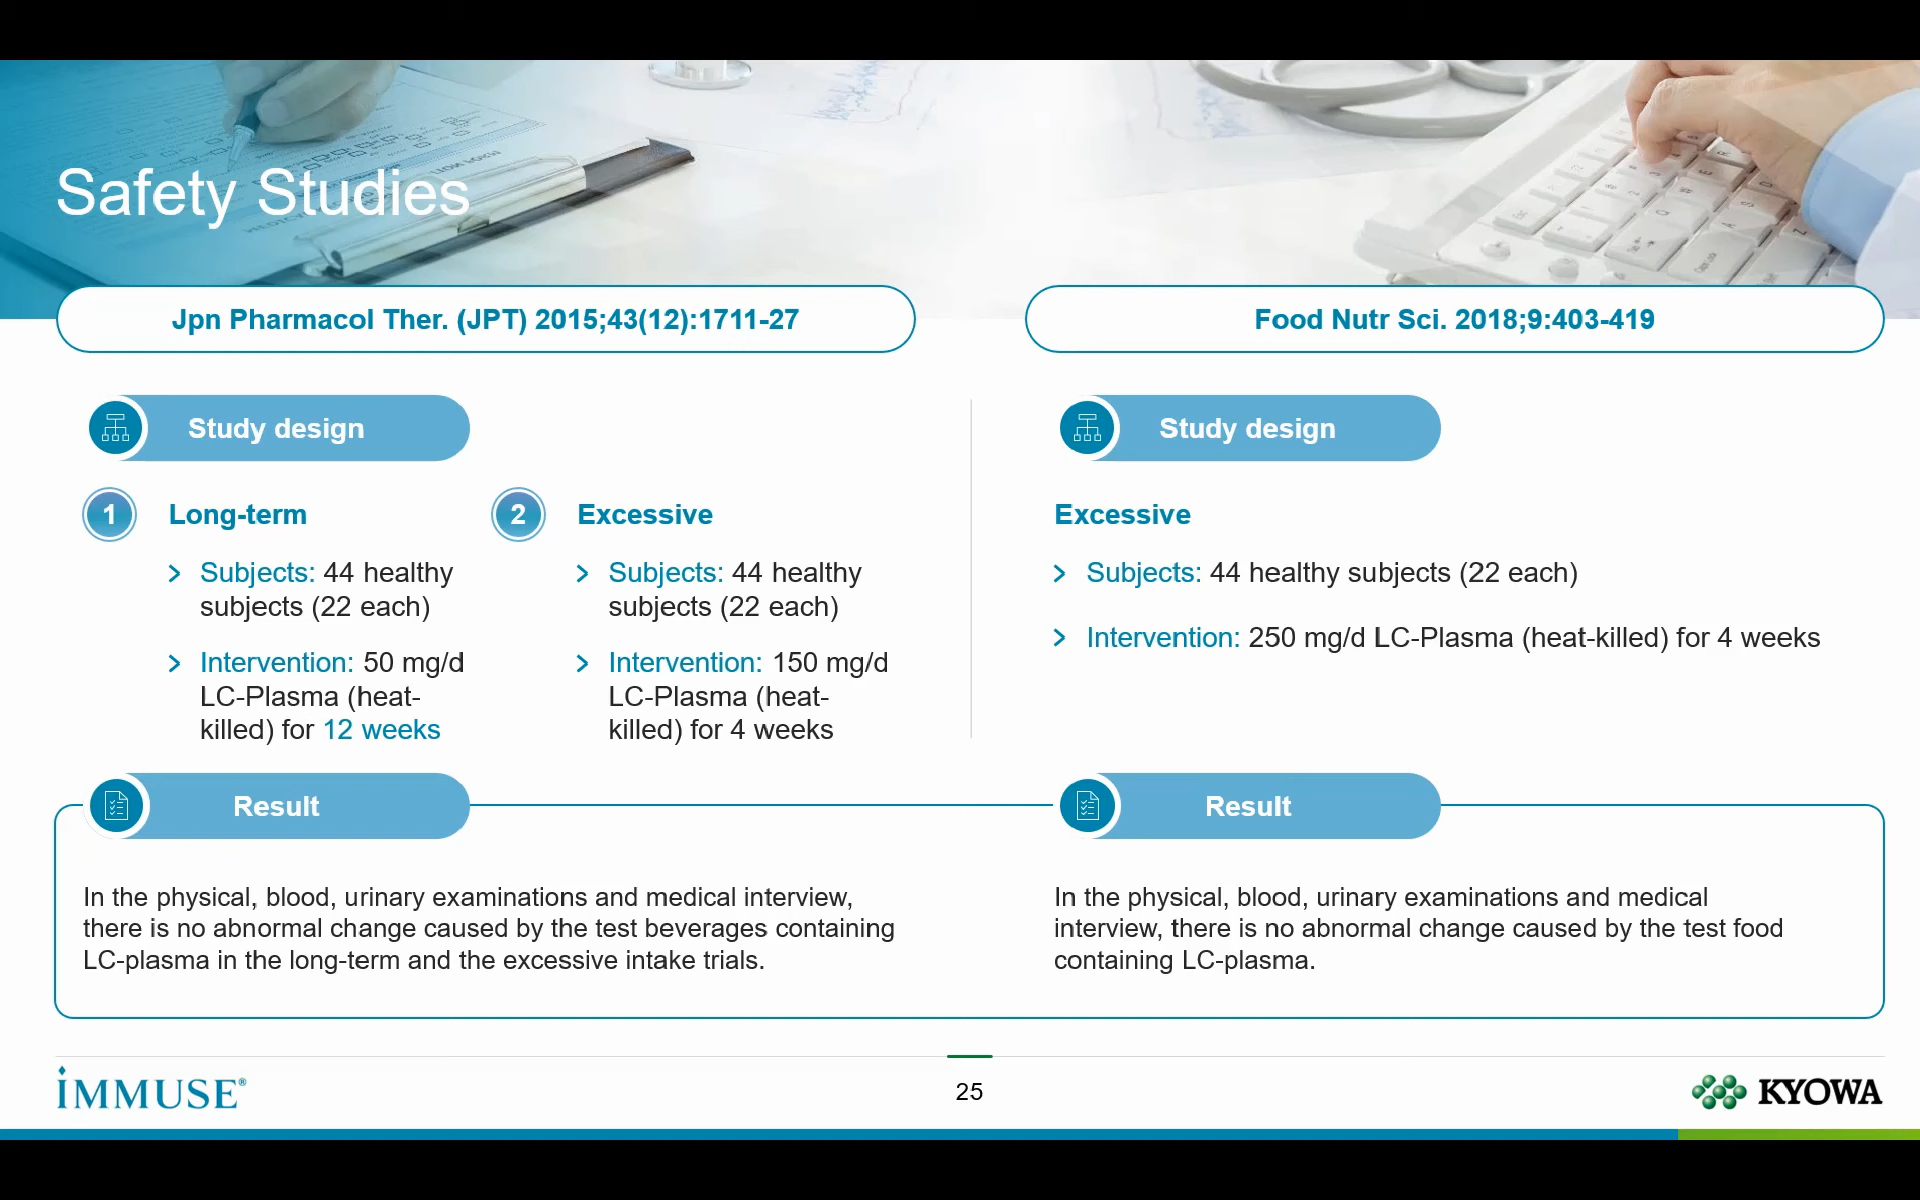 Safety Studies
Jpn Pharmacol Ther. (JPT) 2015;43(12):1711-27
Study design
1 Long-term
Subjects: 44 healthy
subjects (22 each)
Intervention: 50 mg/d
LC-Plasma (heat-
killed) for 12 weeks
2 Excessive
Subjects: 44 healthy
subjects (22 each)
Intervention: 150 mg/d
LC-Plasma (heat-
killed) for 4 weeks
Result
In the physical, blood, urinary examinations and medical interview,
there is no abnormal change caused by the test beverages containing
LC-plasma in the long-term and the excessive intake trials.
Food Nutr Sci. 2018;9:403-419
Study design
Excessive
Subjects: 44 healthy subjects (22 each)
Intervention: 250 mg/d LC-Plasma (heat-killed) for 4 weeks
Result
In the physical, blood, urinary examinations and medical
interview, there is no abnormal change caused by the test food
containing LC-plasma.
iMMUSE®
25
KYOWA